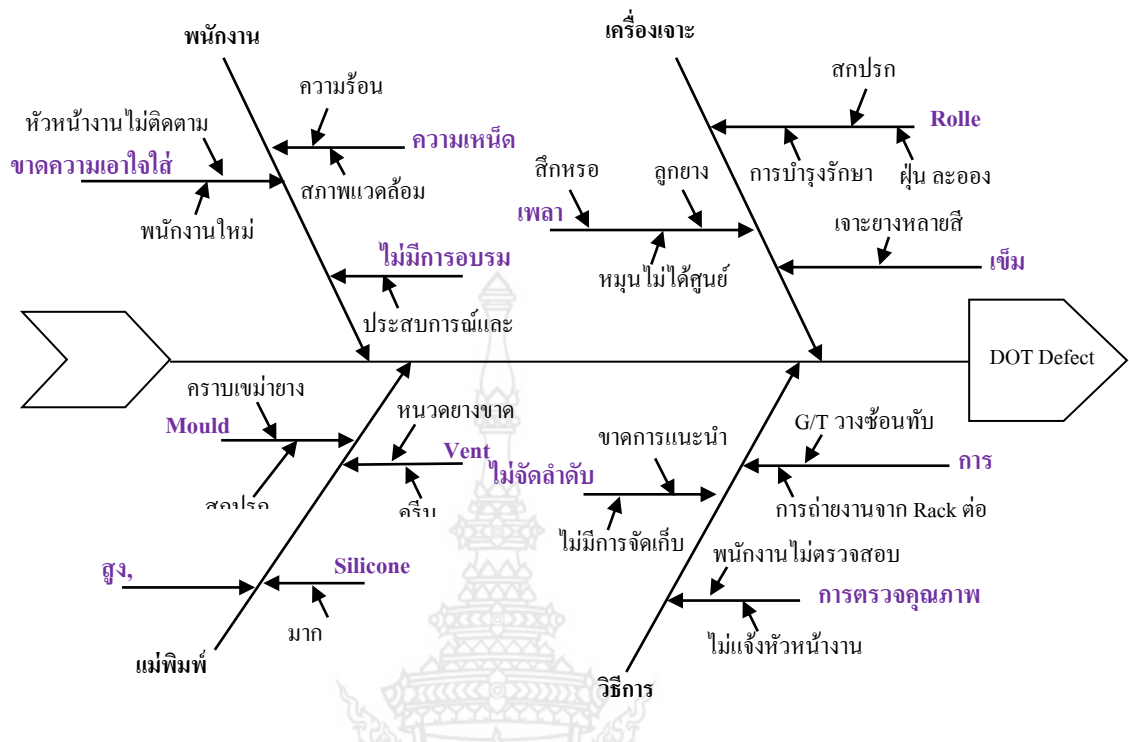 พนักงาน
เครื่องเจาะ
ความร้อน
สกปรก
หัวหน้างานไม่ติดตาม
ความเหน็ด
Rolle
ขาดความเอาใจใส่
สภาพแวดล้อม
สึกหรอ
ลูกยาง
การบำรุงรักษา
ฝุ่น ละออง
พนักงานใหม่
เพลา
เจาะยางหลายสี
ไม่มีการอบรม
หมุนไม่ได้ศูนย์
เข็ม
ประสบการณ์และ
DOT Defect
คราบเขม่ายาง
หนวดยางขาด
G/T วางซ้อนทับ
Mould
ขาดการแนะนำ
Vent
ไม่จัดลำดับ
การ
สกปรก
ครีบ
การถ่ายงานจาก Rack ต่อ
ไม่มีการจัดเก็บ
พนักงานไม่ตรวจสอบ
สูง,
Silicone
การตรวจคุณภาพ
มาก
ไม่แจ้งหัวหน้างาน
แม่พิมพ์
วิธีการ